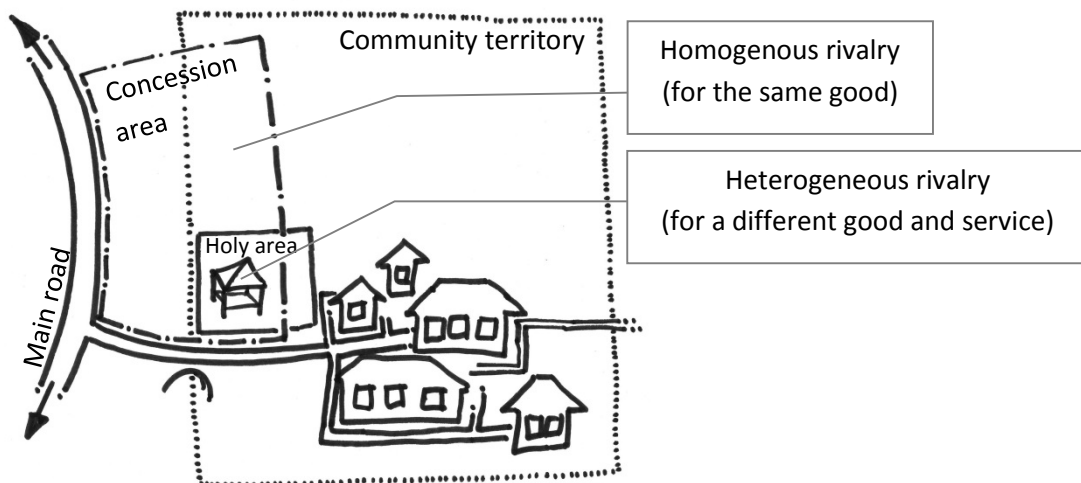 Community territory
Homogenous rivalry
(for the same good)
Concession
area
Heterogeneous rivalry
(for a different good and service)
Holy area
Main road